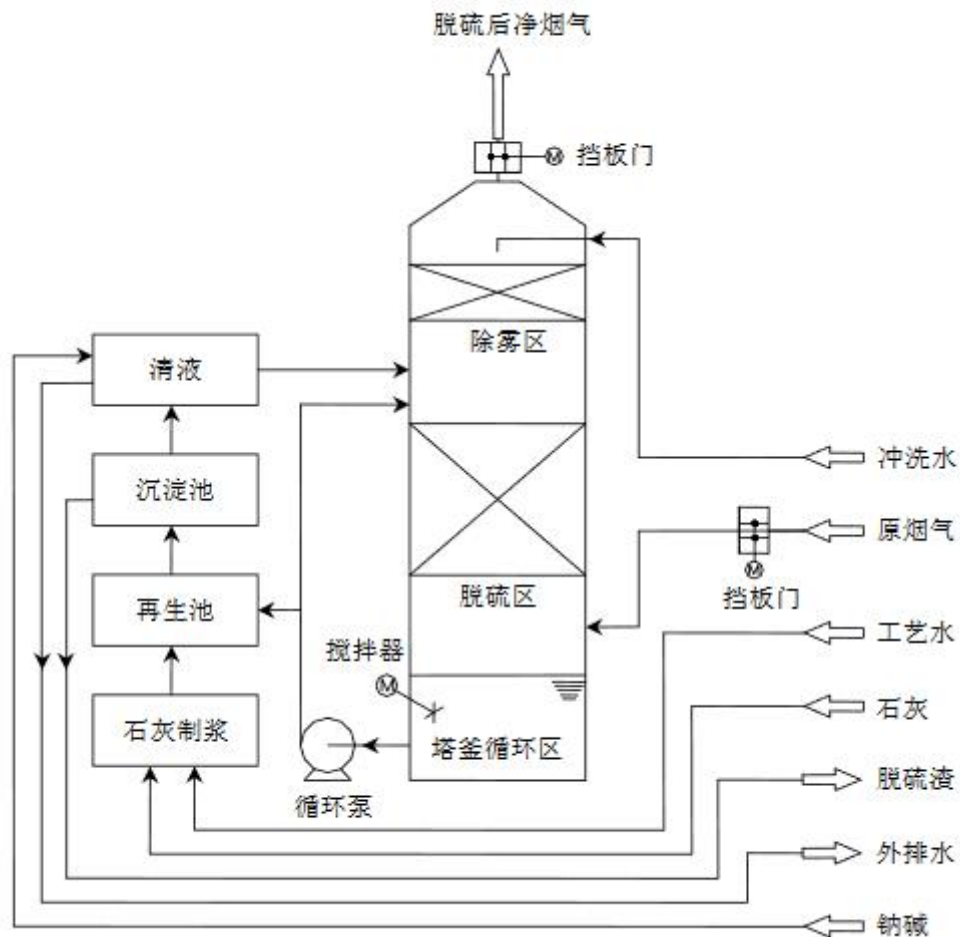 脱硫后净烟气
M
挡板门
除雾区
清液
冲洗水
沉淀池
原烟气
M
脱硫区
挡板门
再生池
工艺水
搅拌器
M
石灰
石灰制浆
塔釜循环区
脱硫渣
循环泵
外排水
钠碱